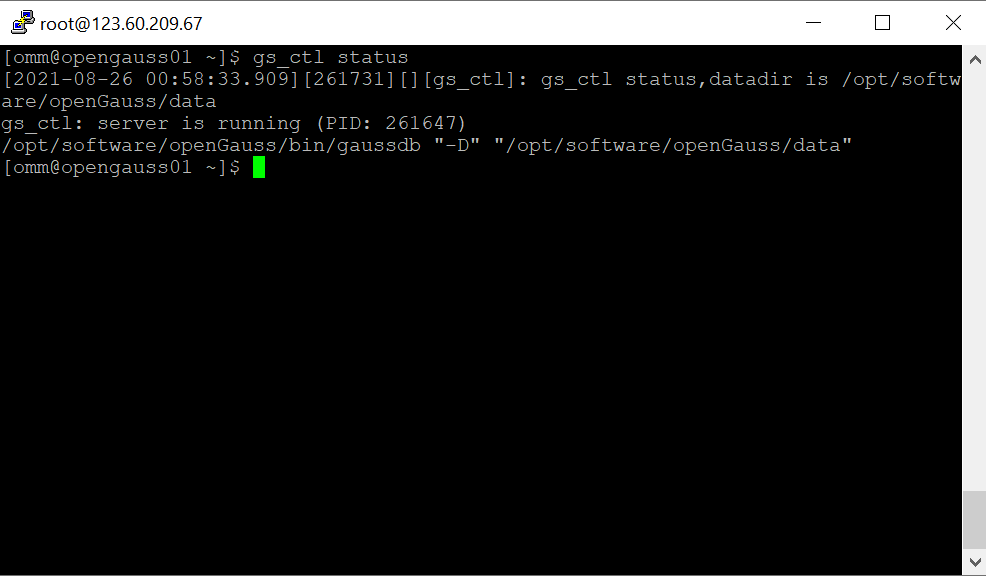 root@123.60.209.67
[omm@opengauss01 ~]$ gs_ctl status
[2021-08-26 00:58:33.909][261731][][gs_ctl]: gs_ctl status,datadir is /opt/softw
are/openGauss/data
gs_ctl: server is running (PID: 261647)
/opt/software/openGauss/bin/gaussdb "-D" "/opt/software/openGauss/data"
[omm@opengauss01 ~]$